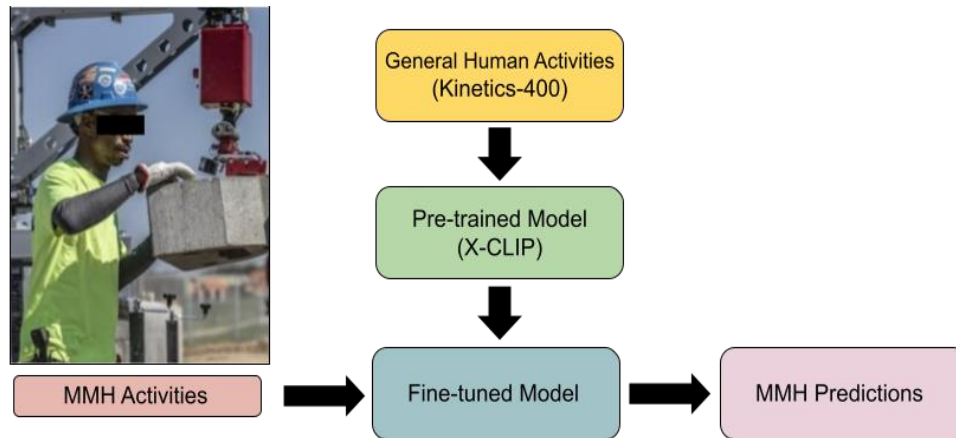 General Human Activities
(Kinetics-400)
Pre-trained Model
(X-CLIP)
MMH Activities
Fine-tuned Model
MMH Predictions